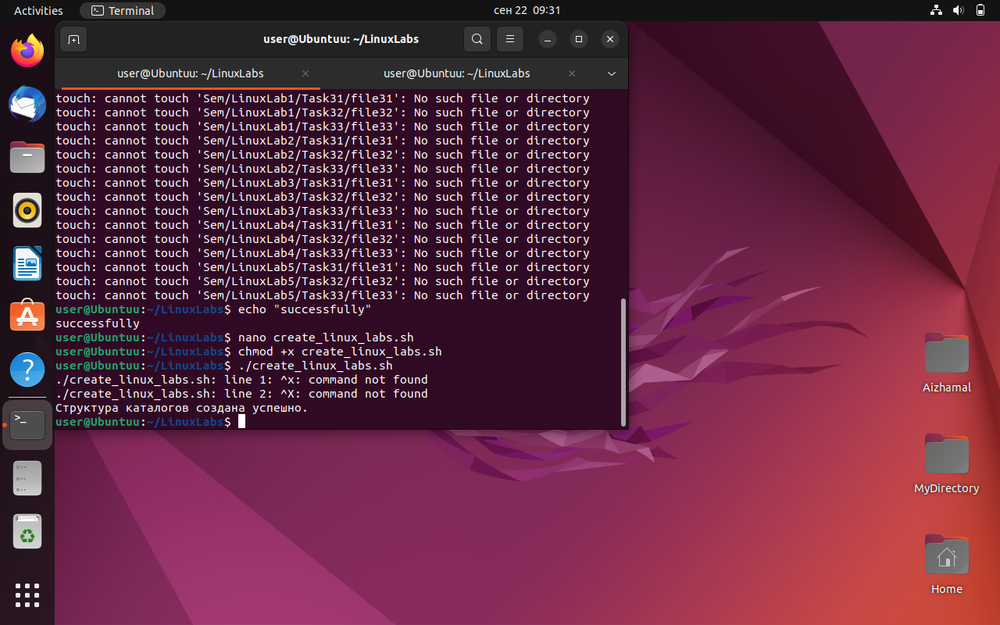 Activities
Terminal
сен 22 09:31
user@Ubuntuu: ~/LinuxLabs
user@Ubuntuu: ~/LinuxLabs
user@Ubuntuu: ~/LinuxLabs
touch: cannot touch 'Sem/LinuxLab1/Task31/file31': No such file or directory
touch: cannot touch 'Sem/LinuxLab1/Task32/file32': No such file or directory
touch: cannot touch 'Sem/LinuxLab1/Task33/file33': No such file or directory
touch: cannot touch 'Sem/LinuxLab2/Task31/file31': No such file or directory
touch: cannot touch 'Sem/LinuxLab2/Task32/file32': No such file or directory
touch: cannot touch 'Sem/LinuxLab2/Task33/file33': No such file or directory
touch: cannot touch 'Sem/LinuxLab3/Task31/file31': No such file or directory
touch: cannot touch 'Sem/LinuxLab3/Task32/file32': No such file or directory
touch: cannot touch 'Sem/LinuxLab3/Task33/file33': No such file or directory
touch: cannot touch 'Sem/LinuxLab4/Task31/file31': No such file or directory
touch: cannot touch 'Sem/LinuxLab4/Task32/file32': No such file or directory
touch: cannot touch 'Sem/LinuxLab4/Task33/file33': No such file or directory
touch: cannot touch 'Sem/LinuxLab5/Task31/file31': No such file or directory
touch: cannot touch 'Sem/LinuxLab5/Task32/file32': No such file or directory
touch: cannot touch 'Sem/LinuxLab5/Task33/file33': No such file or directory
user@Ubuntuu:~/LinuxLabs$ echo "successfully"
successfully
user@Ubuntuu:~/LinuxLabs$ nano create_linux_labs.sh
user@Ubuntuu:~/LinuxLabs$ chmod +x create_linux_labs.sh
user@Ubuntuu:~/LinuxLabs$ ./create_linux_labs.sh
./create_linux_labs.sh: line 1: ^x: command not found
./create_linux_labs.sh: line 2: ^X: command not found
Структура каталогов создана успешно.
user@Ubuntuu:~/LinuxLabs$
Aizhamal
MyDirectory
Home